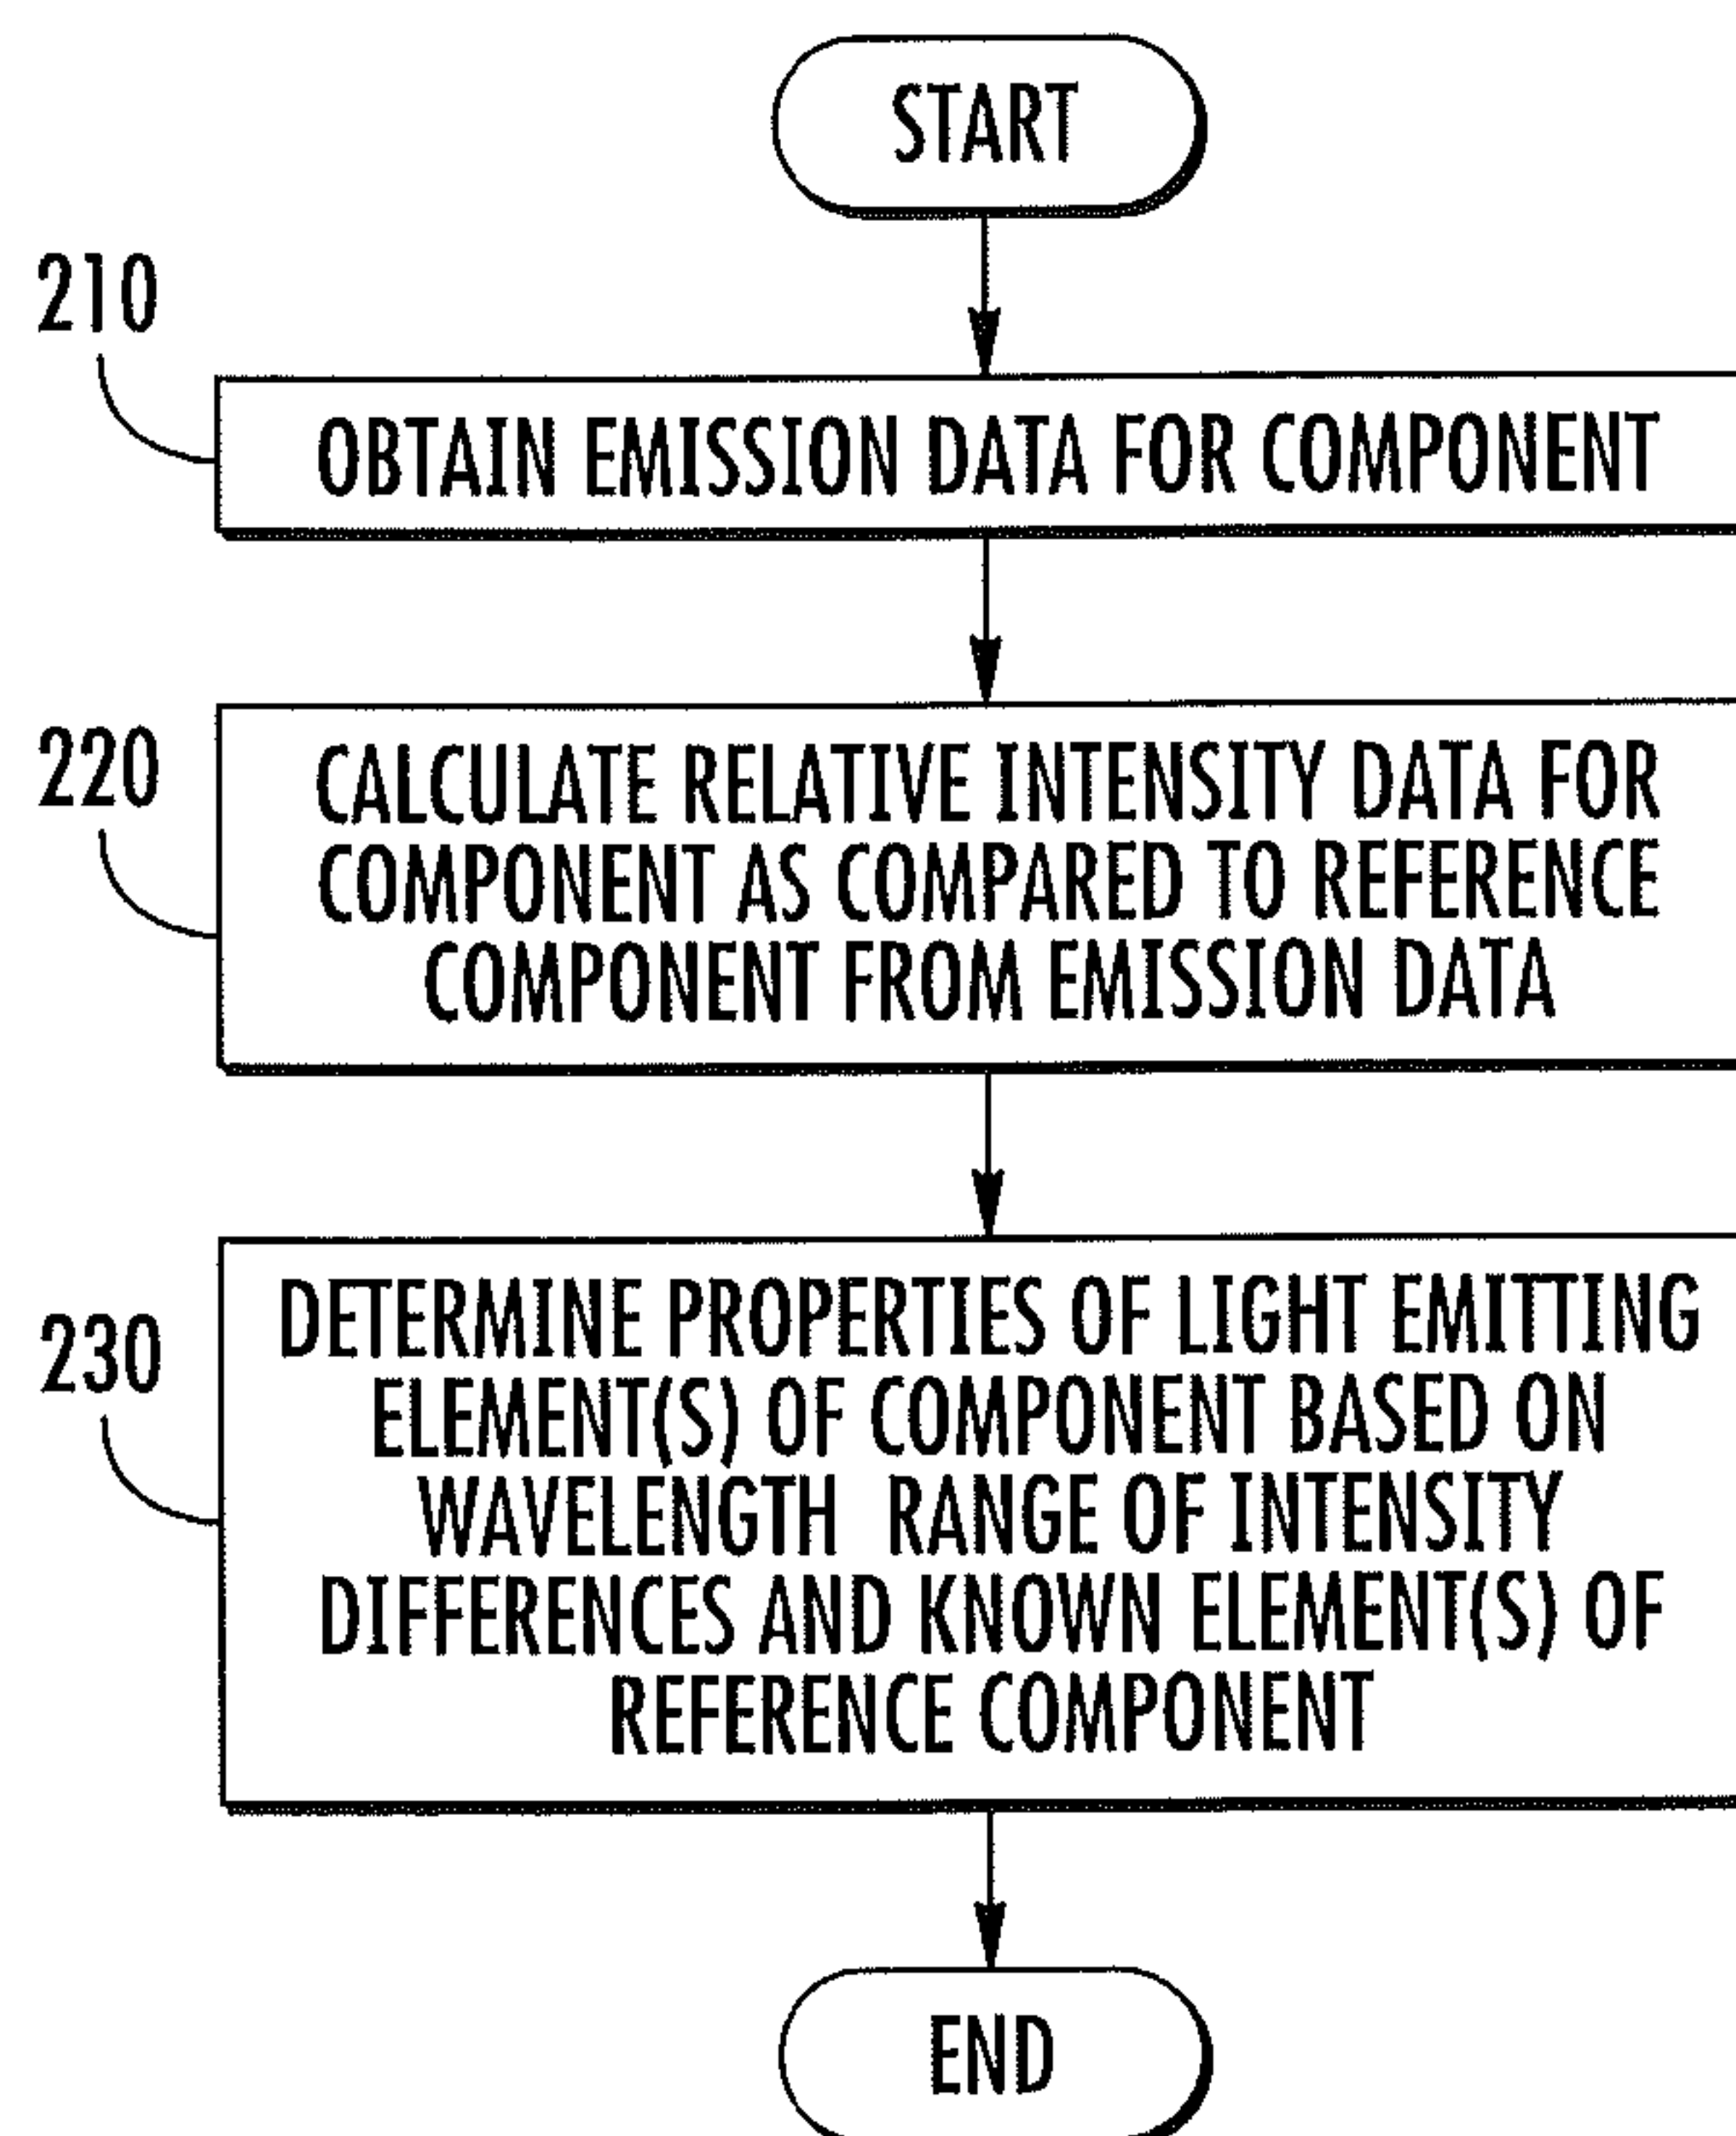 START
210
OBTAIN EMISSION DATA FOR COMPONENT
220
CALCULATE RELATIVE INTENSITY DATA FOR
COMPONENT AS COMPARED TO REFERENCE
COMPONENT FROM EMISSION DATA
230
DETERMINE PROPERTIES OF LIGHT EMITTING
ELEMENT(S) OF COMPONENT BASED ON
WAVELENGTH RANGE OF INTENSITY
DIFFERENCES AND KNOWN ELEMENT(S) OF
REFERENCE COMPONENT
END